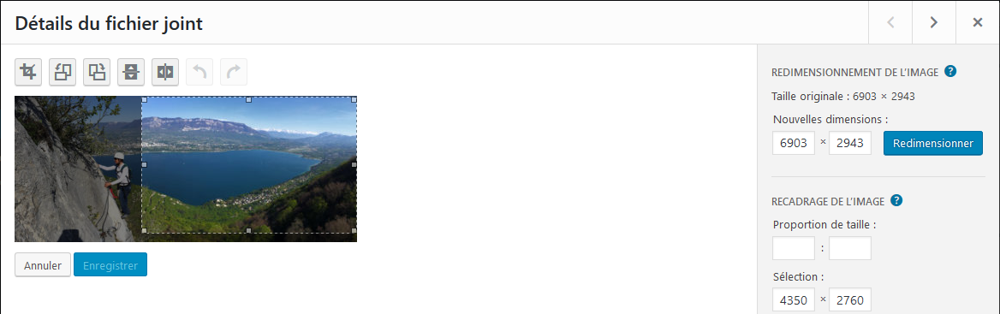 Détails du fichier joint
REDIMENSIONNEMENT DE L'IMAGE ?
Taille originale : 6903 × 2943
Nouvelles dimensions :
6903 × 2943 Redimensionner
RECADRAGE DE L'IMAGE ?
Proportion de taille :
:
Sélection :
4350 × 2760
Annuler Enregistrer